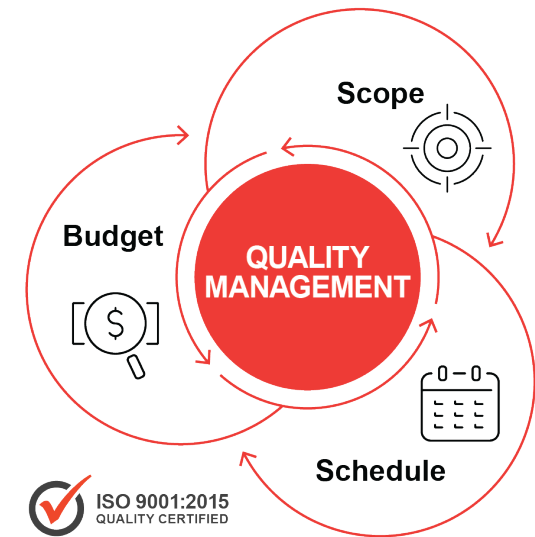 Scope
Budget
QUALITY
MANAGEMENT
$
Schedule
ISO 9001:2015
QUALITY CERTIFIED